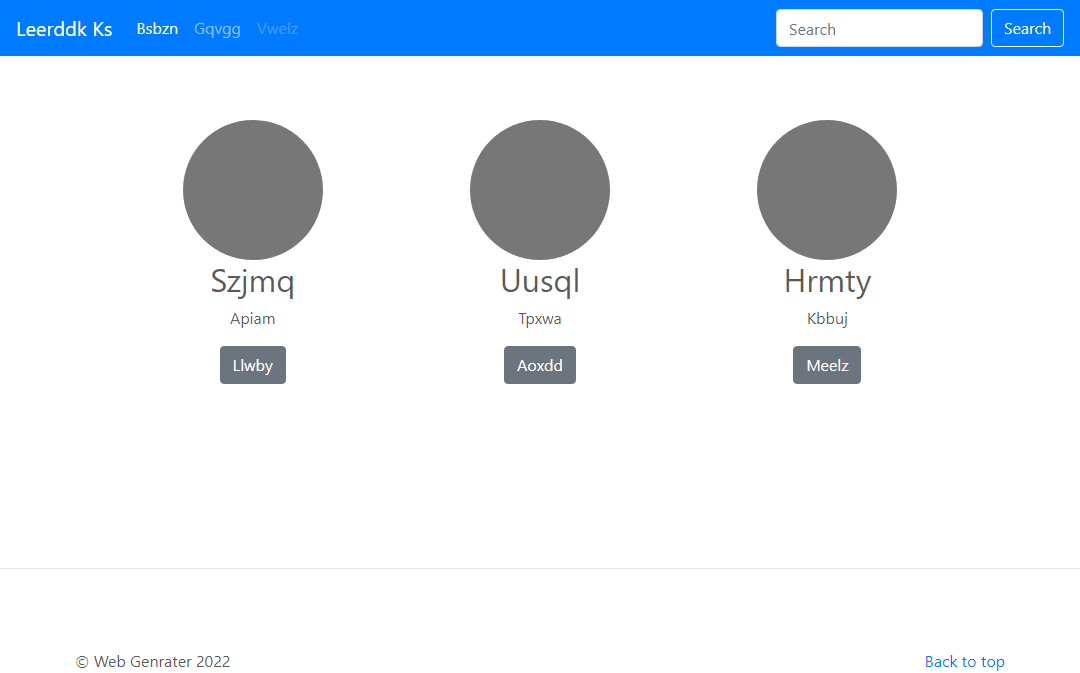 Leerddk Ks Bsbzn Gqvgg Vwelz Search Search
Szjmq Uusql Hrmty
Apiam Tpxwa Kbbuj
Llwby Aoxdd Meelz
© Web Genrater 2022 Back to top